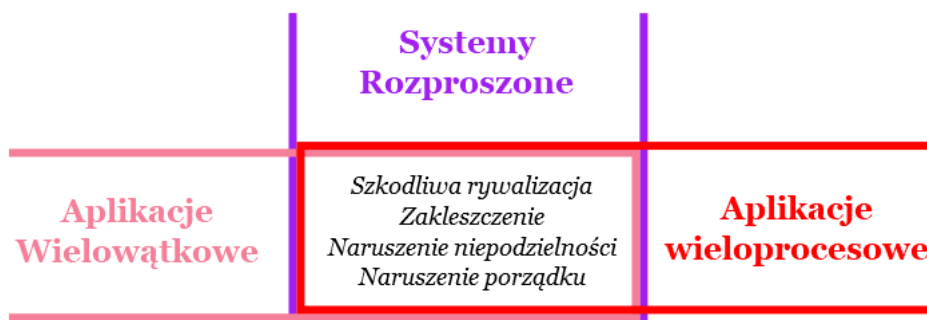 Systemy
Rozproszone
Szkodliwa rywalizacja
Zakleszczenie
Naruszenie niepodzielności
Naruszenie porządku
Aplikacje
Wielowątkowe
Aplikacje
wieloprocesowe